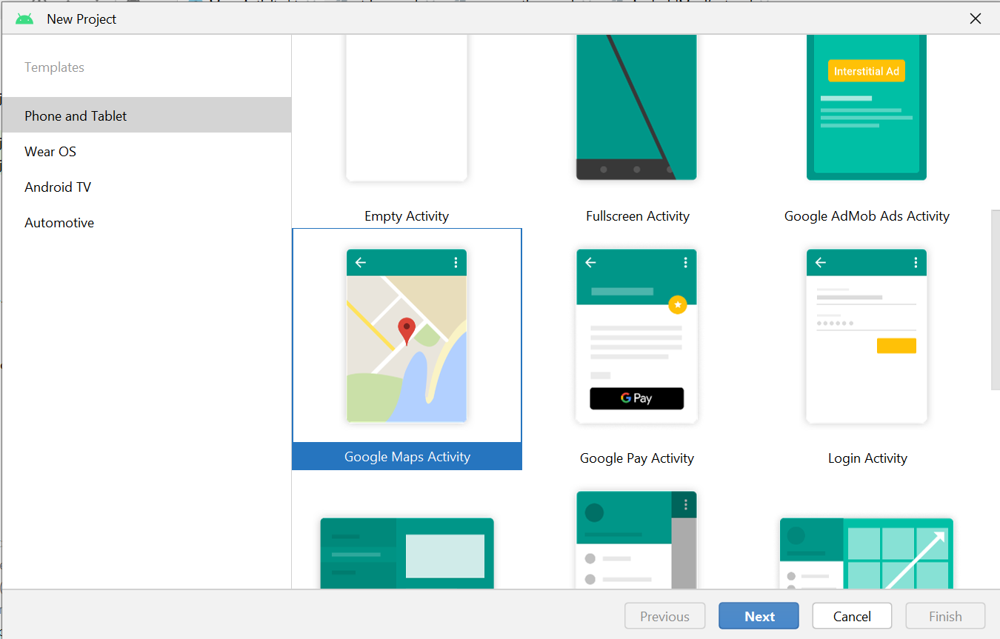 New Project
Templates
Phone and Tablet
Wear OS
Android TV
Automotive
Interstitial Ad
Empty Activity
Fullscreen Activity
Google AdMob Ads Activity
G Pay
Google Maps Activity
Google Pay Activity
Login Activity
Previous
Next
Cancel
Finish